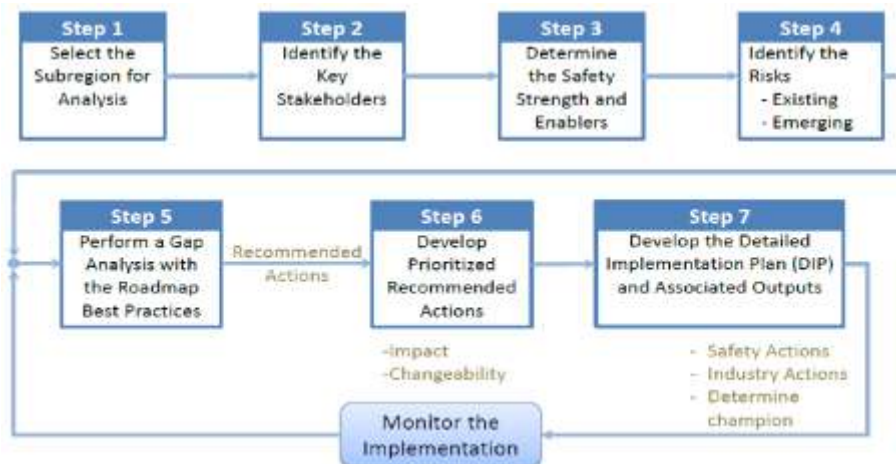 Step 1
Select the
Subregion for
Analysis
Step 2
Identify the
Key
Stakeholders
Step 3
Determine
the Safety
Strength and
Enablers
Step 4
Identify the
Risks
- Existing
- Emerging
Step 5
Perform a Gap
Analysis with
the Roadmap
Best Practices
Recommended
Actions
Step 6
Develop
Prioritized
Recommended
Actions
-Impact
-Changeability
Step 7
Develop the Detailed
Implementation Plan (DIP)
and Associated Outputs
- Safety Actions
- Industry Actions
- Determine
champion
Monitor the
Implementation